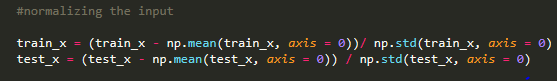 #normalizing the input
train_x = (train_x - np.mean(train_x, axis = 0))/ np.std(train_x, axis = 0)
test_x = (test_x - np.mean(test_x, axis = 0)) / np.std(test_x, axis = 0)